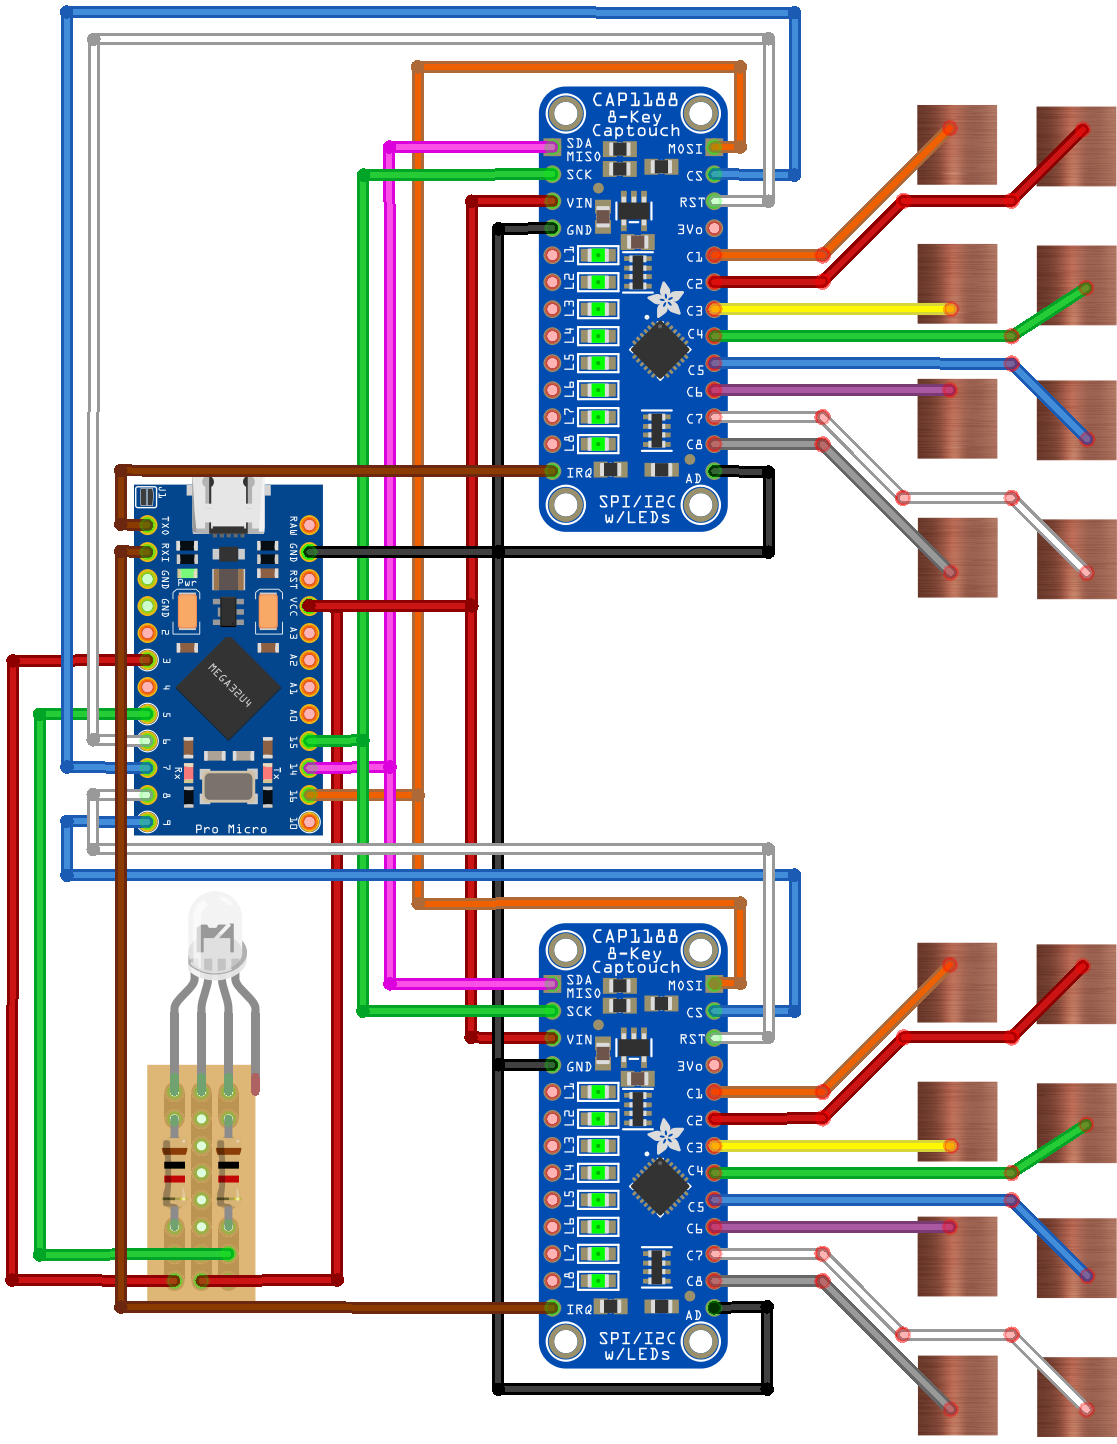 CAP1188
8-Key
Captouch
SDA
MISO
MOSI
SCK
CS
VIN
RST
GND
3Vo
L1
C1
L2
C2
L3
C3
L4
C4
L5
C5
L6
C6
L7
C7
L8
C8
IRQ
AD
SPI/I2C
w/LEDs
J1
TXO
RAW
RXI
GND
GND
RST
Pwr
GND
VCC
2
A3
3
A2
4
A1
5
A0
6
15
7
14
8
16
9
10
MEGA32U4
Rx
Tx
Pro Micro
CAP1188
8-Key
Captouch
SDA
MISO
MOSI
SCK
CS
VIN
RST
GND
3Vo
L1
C1
L2
C2
L3
C3
L4
C4
L5
C5
L6
C6
L7
C7
L8
C8
IRQ
AD
SPI/I2C
w/LEDs